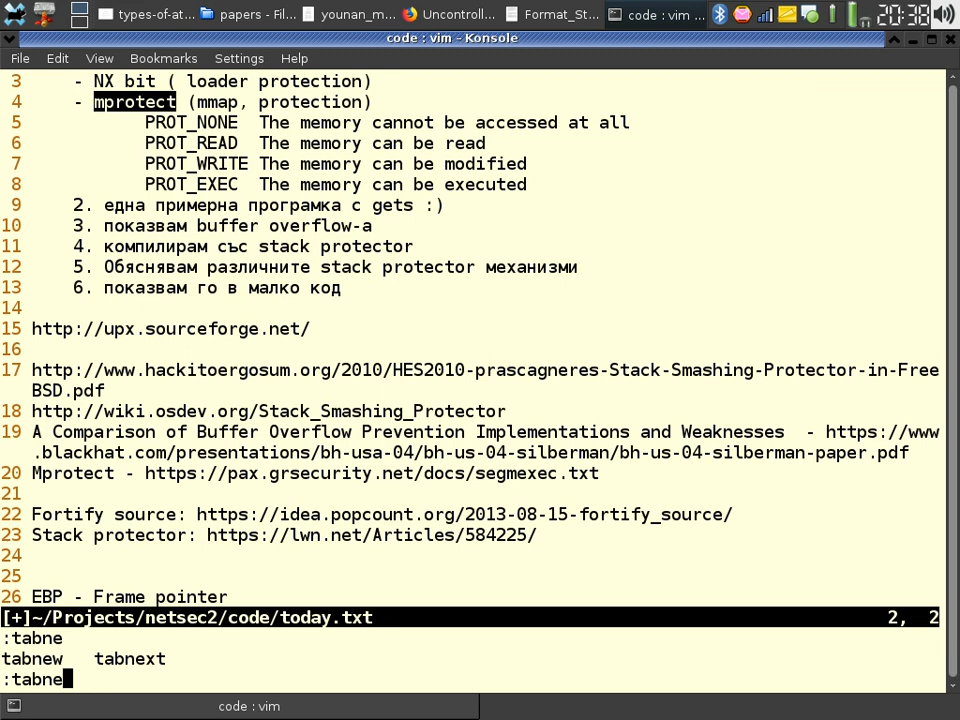 types-of-at...
papers - Fil...
younan_m...
Uncontroll...
Format_St...
code : vim ...
20:38
code : vim - Konsole
File Edit View Bookmarks Settings Help
3 - NX bit ( loader protection)
4 - mprotect (mmap, protection)
5 PROT_NONE The memory cannot be accessed at all
6 PROT_READ The memory can be read
7 PROT_WRITE The memory can be modified
8 PROT_EXEC The memory can be executed
9 2. една примерна програмка с gets :)
10 3. показвам buffer overflow-а
11 4. компилирам със stack protector
12 5. Обяснявам различните stack protector механизми
13 6. показвам го в малко код
14
15 http://upx.sourceforge.net/
16
17 http://www.hackitoergosum.org/2010/HES2010-prascagneres-Stack-Smashing-Protector-in-Free
BSD.pdf
18 http://wiki.osdev.org/Stack_Smashing_Protector
19 A Comparison of Buffer Overflow Prevention Implementations and Weaknesses - https://www
.blackhat.com/presentations/bh-usa-04/bh-us-04-silberman/bh-us-04-silberman-paper.pdf
20 Mprotect - https://pax.grsecurity.net/docs/segmexec.txt
21
22 Fortify source: https://idea.popcount.org/2013-08-15-fortify_source/
23 Stack protector: https://lwn.net/Articles/584225/
24
25
26 EBP - Frame pointer
[+]~/Projects/netsec2/code/today.txt 2, 2
:tabne
tabnew tabnext
:tabne
code : vim